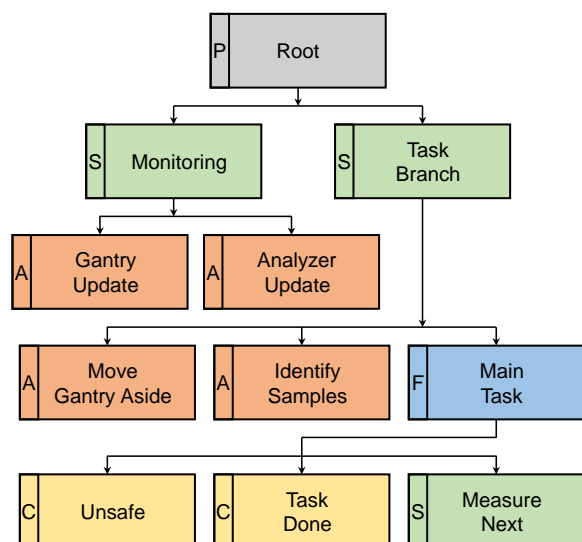 P
Root
S
Monitoring
S
Task
Branch
A
Gantry
Update
A
Analyzer
Update
A
Move
Gantry Aside
A
Identify
Samples
F
Main
Task
C
Unsafe
C
Task
Done
S
Measure
Next